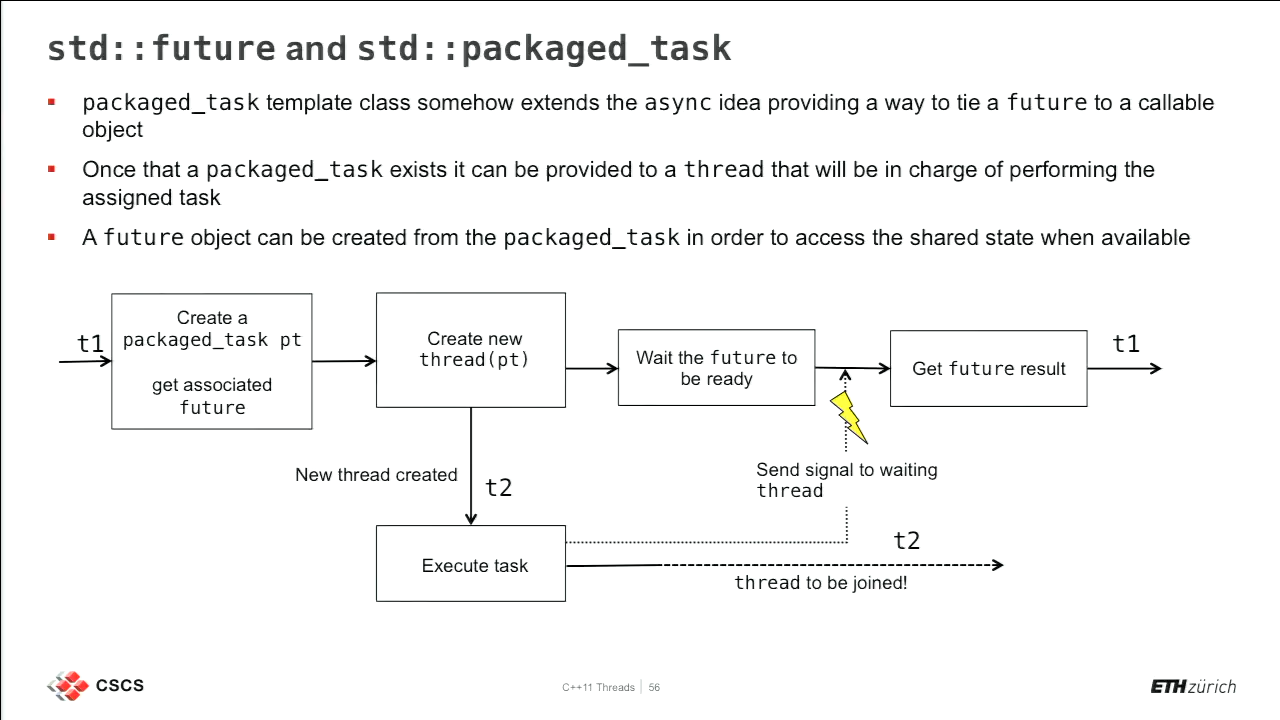 std::future and std::packaged_task
▪ packaged_task template class somehow extends the async idea providing a way to tie a future to a callable
object
▪ Once that a packaged_task exists it can be provided to a thread that will be in charge of performing the
assigned task
▪ A future object can be created from the packaged_task in order to access the shared state when available
t1
Create a
packaged_task pt
get associated
future
Create new
thread(pt)
Wait the future to
be ready
Get future result
t1
New thread created
t2
Send signal to waiting
thread
Execute task
t2
thread to be joined!
CSCS
C++11 Threads | 56
ETH zürich